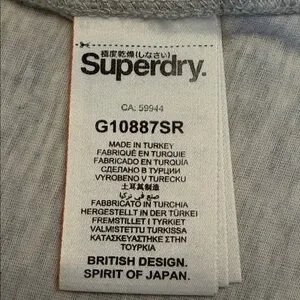 極度乾燥(しなさい)
Superdry.
CA: 59944
G10887SR
MADE IN TURKEY
FABRIQUÉ EN TURQUIE
FABRICADO EN TURQUÍA
СДЕЛАНО В ТУРЦИИ
VYROBENO V TURECKU
土耳其制造
صنع في تركيا
FABBRICATO IN TURCHIA
HERGESTELLT IN DER TÜRKEI
FREMSTILLET I TYRKIET
VALMISTETTU TURKISSA
ΚΑΤΑΣΚΕΥΑΣΤΗΚΕ ΣΤΗΝ
ΤΟΥΡΚΙΑ
BRITISH DESIGN.
SPIRIT OF JAPAN.